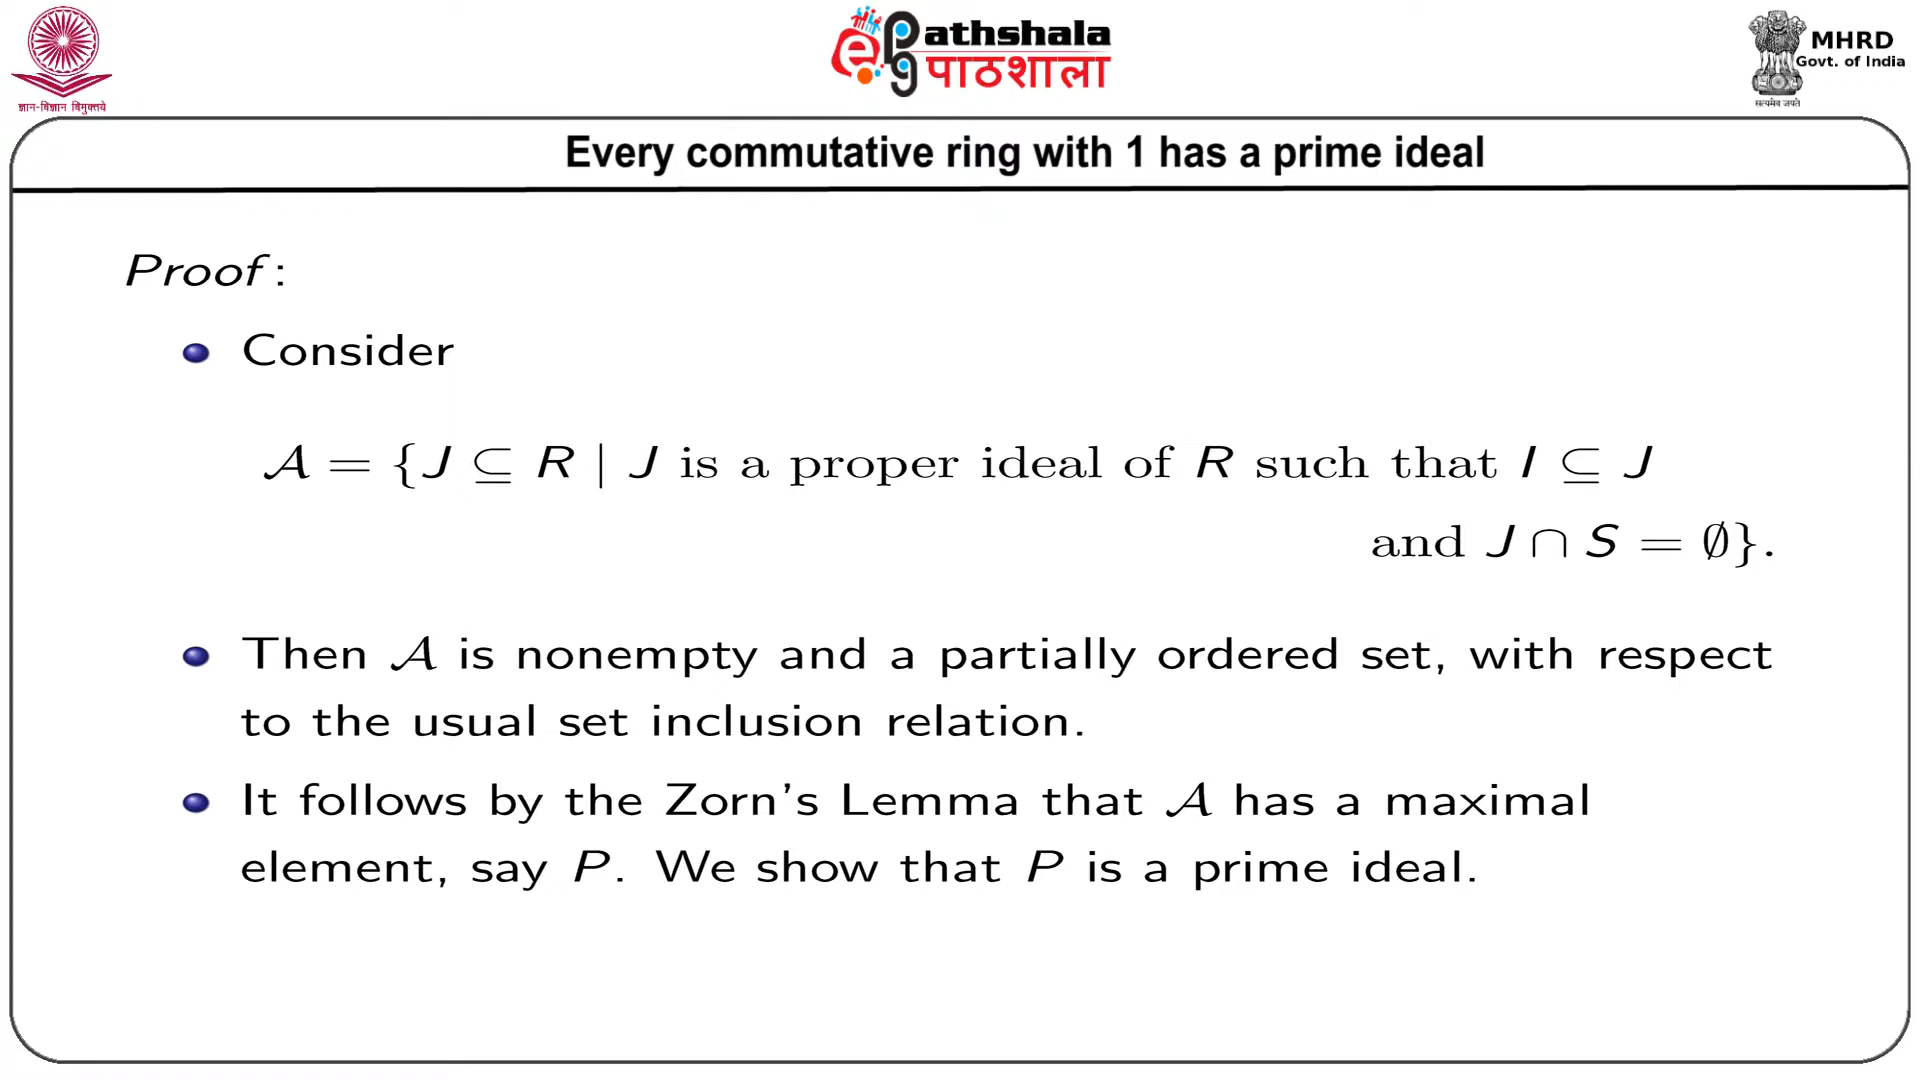 ज्ञान-विज्ञान विमुक्तये
ePg Pathshala
पाठशाला
MHRD
Govt. of India
सत्यमेव जयते
Every commutative ring with 1 has a prime ideal
Proof:
Consider
𝒜 = {J ⊆ R | J is a proper ideal of R such that I ⊆ J
and J ∩ S = ∅}.
Then 𝒜 is nonempty and a partially ordered set, with respect
to the usual set inclusion relation.
It follows by the Zorn's Lemma that 𝒜 has a maximal
element, say P. We show that P is a prime ideal.